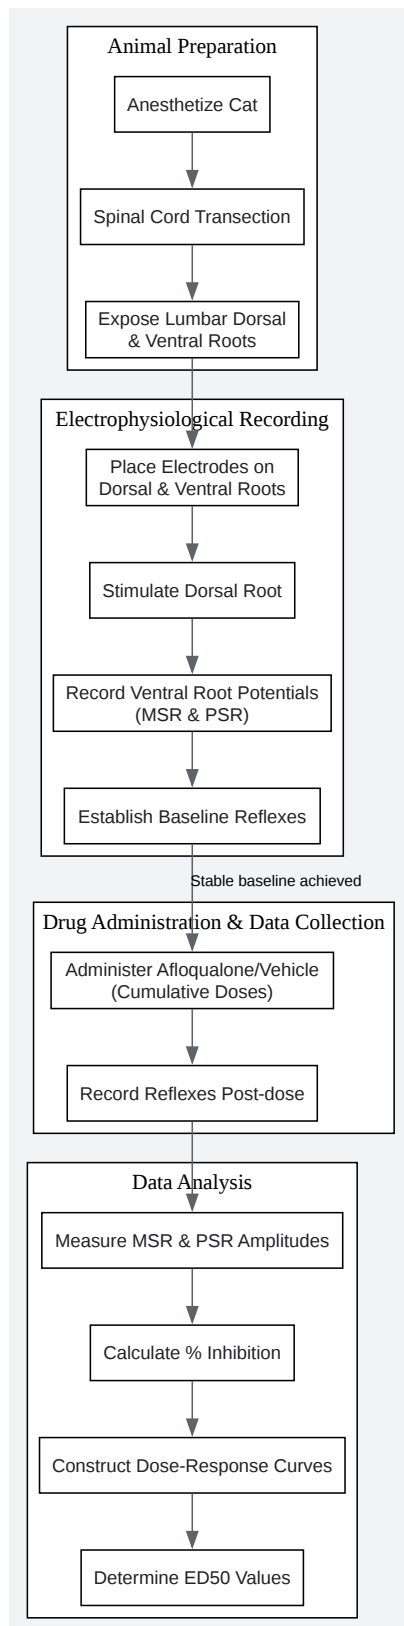 Animal Preparation
Anesthetize Cat
Spinal Cord Transection
Expose Lumbar Dorsal
& Ventral Roots
Electrophysiological Recording
Place Electrodes on
Dorsal & Ventral Roots
Stimulate Dorsal Root
Record Ventral Root Potentials
(MSR & PSR)
Establish Baseline Reflexes
Stable baseline achieved
Drug Administration & Data Collection
Administer Afloqualone/Vehicle
(Cumulative Doses)
Record Reflexes Post-dose
Data Analysis
Measure MSR & PSR Amplitudes
Calculate % Inhibition
Construct Dose-Response Curves
Determine ED50 Values